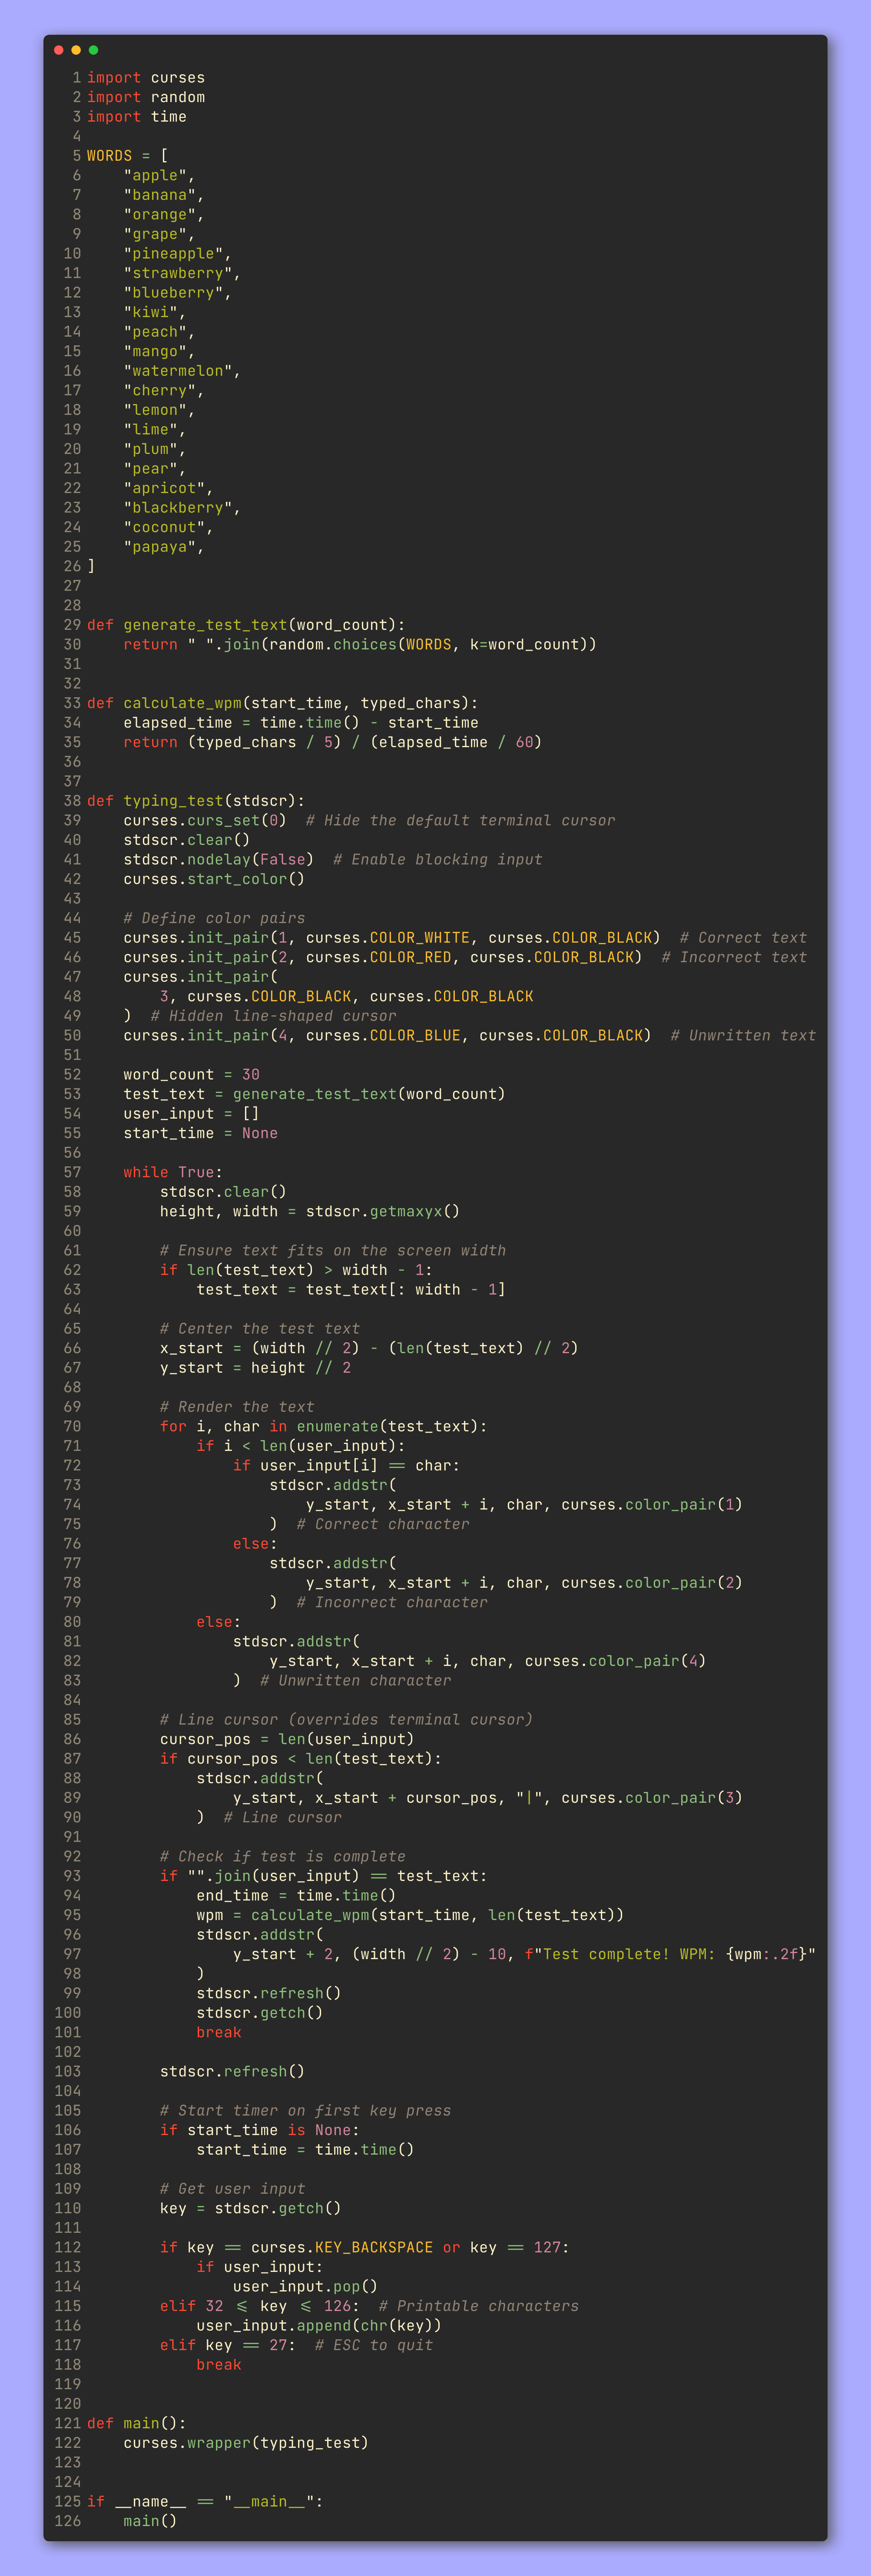 1 import curses
2 import random
3 import time
4
5 WORDS = [
6     "apple",
7     "banana",
8     "orange",
9     "grape",
10     "pineapple",
11     "strawberry",
12     "blueberry",
13     "kiwi",
14     "peach",
15     "mango",
16     "watermelon",
17     "cherry",
18     "lemon",
19     "lime",
20     "plum",
21     "pear",
22     "apricot",
23     "blackberry",
24     "coconut",
25     "papaya",
26 ]
27
28
29 def generate_test_text(word_count):
30     return " ".join(random.choices(WORDS, k=word_count))
31
32
33 def calculate_wpm(start_time, typed_chars):
34     elapsed_time = time.time() - start_time
35     return (typed_chars / 5) / (elapsed_time / 60)
36
37
38 def typing_test(stdscr):
39     curses.curs_set(0)  # Hide the default terminal cursor
40     stdscr.clear()
41     stdscr.nodelay(False)  # Enable blocking input
42     curses.start_color()
43
44     # Define color pairs
45     curses.init_pair(1, curses.COLOR_WHITE, curses.COLOR_BLACK)  # Correct text
46     curses.init_pair(2, curses.COLOR_RED, curses.COLOR_BLACK)  # Incorrect text
47     curses.init_pair(
48         3, curses.COLOR_BLACK, curses.COLOR_BLACK
49     )  # Hidden line-shaped cursor
50     curses.init_pair(4, curses.COLOR_BLUE, curses.COLOR_BLACK)  # Unwritten text
51
52     word_count = 30
53     test_text = generate_test_text(word_count)
54     user_input = []
55     start_time = None
56
57     while True:
58         stdscr.clear()
59         height, width = stdscr.getmaxyx()
60
61         # Ensure text fits on the screen width
62         if len(test_text) > width - 1:
63             test_text = test_text[: width - 1]
64
65         # Center the test text
66         x_start = (width // 2) - (len(test_text) // 2)
67         y_start = height // 2
68
69         # Render the text
70         for i, char in enumerate(test_text):
71             if i < len(user_input):
72                 if user_input[i] == char:
73                     stdscr.addstr(
74                         y_start, x_start + i, char, curses.color_pair(1)
75                     )  # Correct character
76                 else:
77                     stdscr.addstr(
78                         y_start, x_start + i, char, curses.color_pair(2)
79                     )  # Incorrect character
80             else:
81                 stdscr.addstr(
82                     y_start, x_start + i, char, curses.color_pair(4)
83                 )  # Unwritten character
84
85         # Line cursor (overrides terminal cursor)
86         cursor_pos = len(user_input)
87         if cursor_pos < len(test_text):
88             stdscr.addstr(
89                 y_start, x_start + cursor_pos, "|", curses.color_pair(3)
90             )  # Line cursor
91
92         # Check if test is complete
93         if "".join(user_input) == test_text:
94             end_time = time.time()
95             wpm = calculate_wpm(start_time, len(test_text))
96             stdscr.addstr(
97                 y_start + 2, (width // 2) - 10, f"Test complete! WPM: {wpm:.2f}"
98             )
99             stdscr.refresh()
100             stdscr.getch()
101             break
102
103         stdscr.refresh()
104
105         # Start timer on first key press
106         if start_time is None:
107             start_time = time.time()
108
109         # Get user input
110         key = stdscr.getch()
111
112         if key == curses.KEY_BACKSPACE or key == 127:
113             if user_input:
114                 user_input.pop()
115         elif 32 <= key <= 126:  # Printable characters
116             user_input.append(chr(key))
117         elif key == 27:  # ESC to quit
118             break
119
120
121 def main():
122     curses.wrapper(typing_test)
123
124
125 if __name__ == "__main__":
126     main()